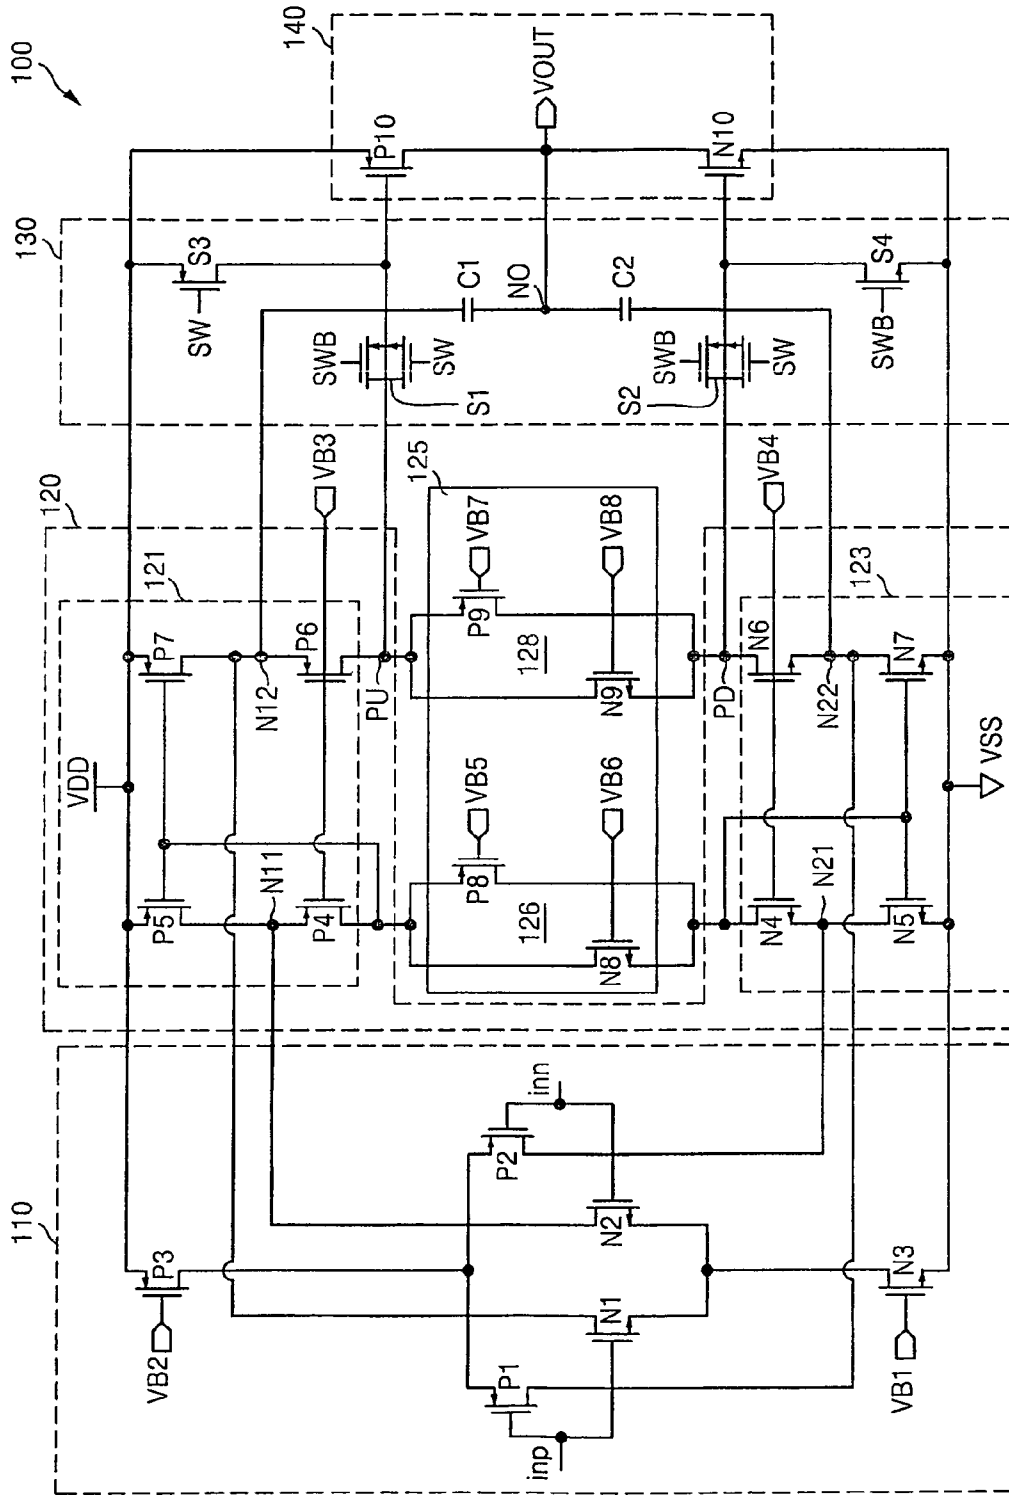 100
110
120
130
140
VDD
121
VB2
P3
P5
P7
S3
SW
P10
N11
N12
P4
P6
VB3
C1
SWB
SW
S1
PU
NO
VOUT
inp
P1
N1
P2
inn
N2
125
P8
VB5
P9
VB7
126
128
N8
VB6
N9
VB8
C2
SWB
SW
S2
PD
N10
VB4
N4
N6
N21
N22
123
SWB
S4
VB1
N3
N5
N7
VSS